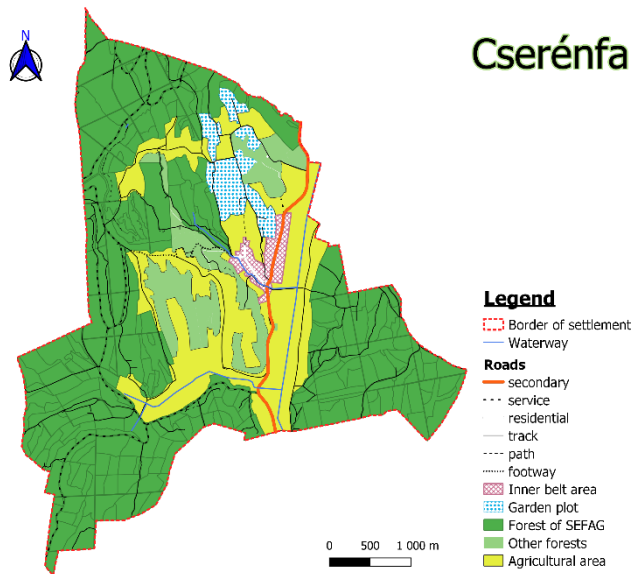 N
Cserénfa
Legend
Border of settlement
Waterway
Roads
secondary
service
residential
track
path
footway
Inner belt area
Garden plot
Forest of SEFAG
Other forests
Agricultural area
0 500 1 000 m